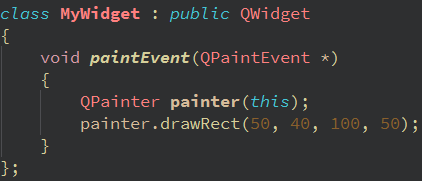 class MyWidget : public QWidget
{
    void paintEvent(QPaintEvent *)
    {
        QPainter painter(this);
        painter.drawRect(50, 40, 100, 50);
    }
};